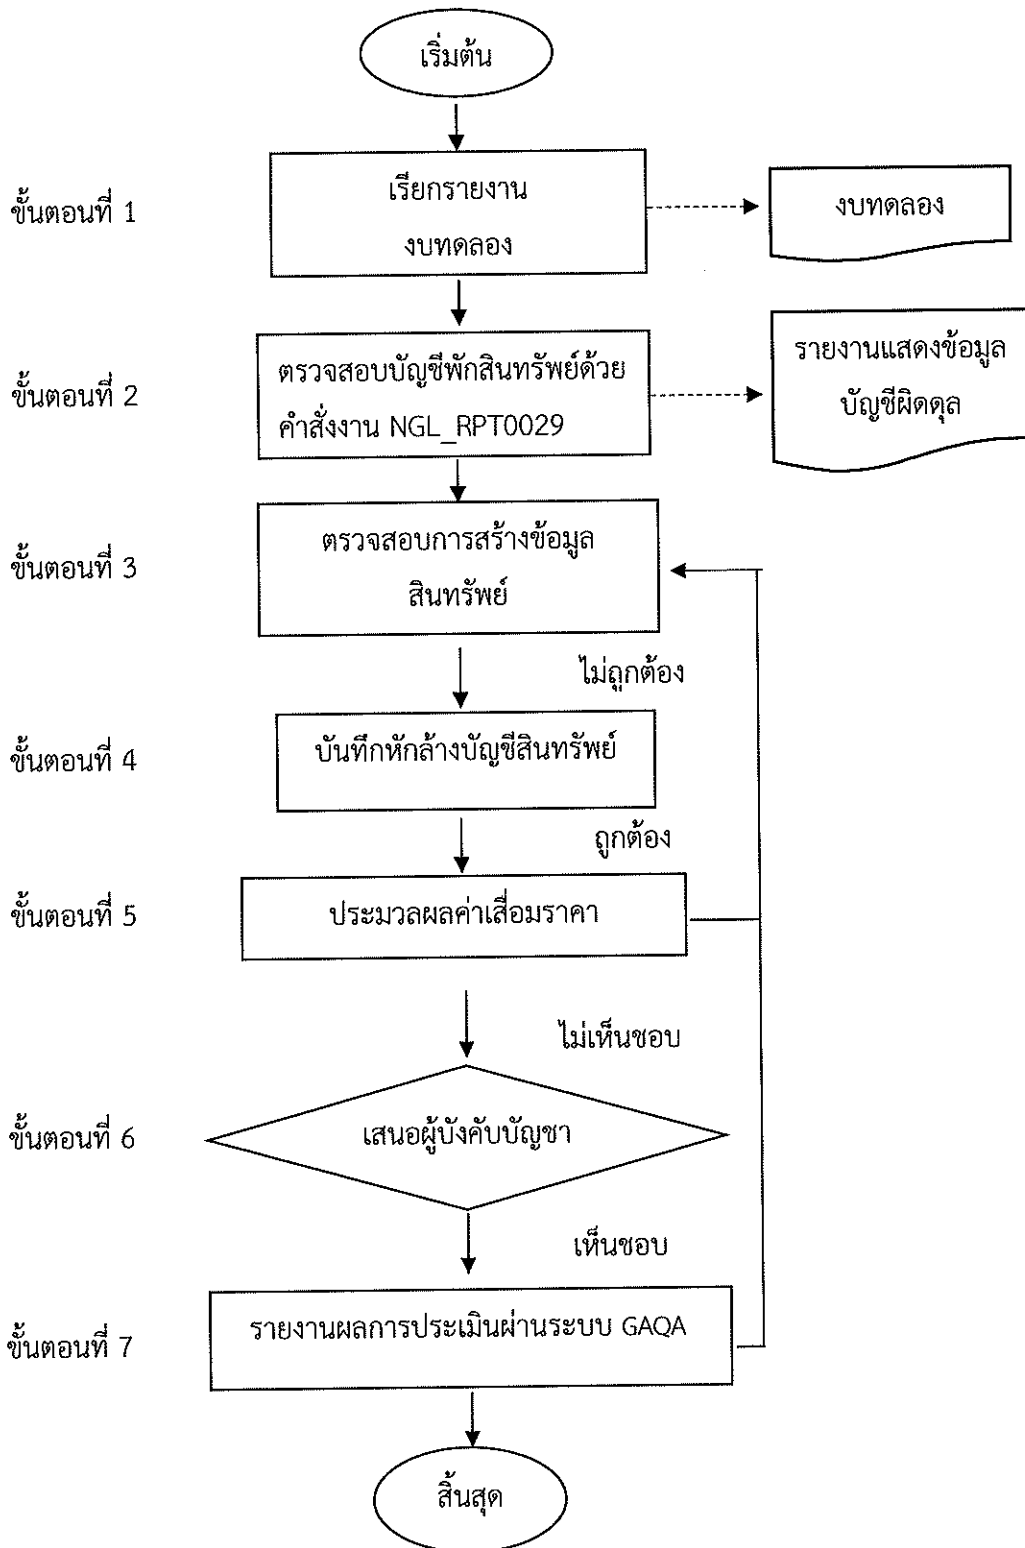 เริ่มต้น
ขั้นตอนที่ 1
เรียกรายงาน
งบทดลอง
งบทดลอง
ขั้นตอนที่ 2
ตรวจสอบบัญชีพักสินทรัพย์ด้วย
คำสั่งงาน NGL_RPT0029
รายงานแสดงข้อมูล
บัญชีผิดดุล
ขั้นตอนที่ 3
ตรวจสอบการสร้างข้อมูล
สินทรัพย์
ไม่ถูกต้อง
ขั้นตอนที่ 4
บันทึกหักล้างบัญชีสินทรัพย์
ถูกต้อง
ขั้นตอนที่ 5
ประมวลผลค่าเสื่อมราคา
ไม่เห็นชอบ
ขั้นตอนที่ 6
เสนอผู้บังคับบัญชา
เห็นชอบ
ขั้นตอนที่ 7
รายงานผลการประเมินผ่านระบบ GAQA
สิ้นสุด